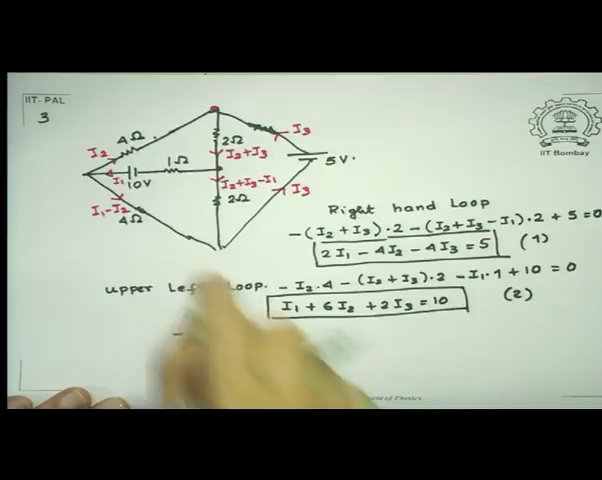 IIT- PAL
3
IIT Bombay
4Ω
I2
2Ω
I3
I2+I3
1Ω
I1
10V
5V.
I2+I3-I1
I3
I1-I2
4Ω
2Ω
Right hand Loop
-(I2+I3)·2-(I2+I3-I1)·2+5=0
2I1-4I2-4I3=5 (1)
Upper Left Loop. -I2·4-(I2+I3)·2-I1·1+10=0
I1+6I2+2I3=10 (2)
-
of Physics